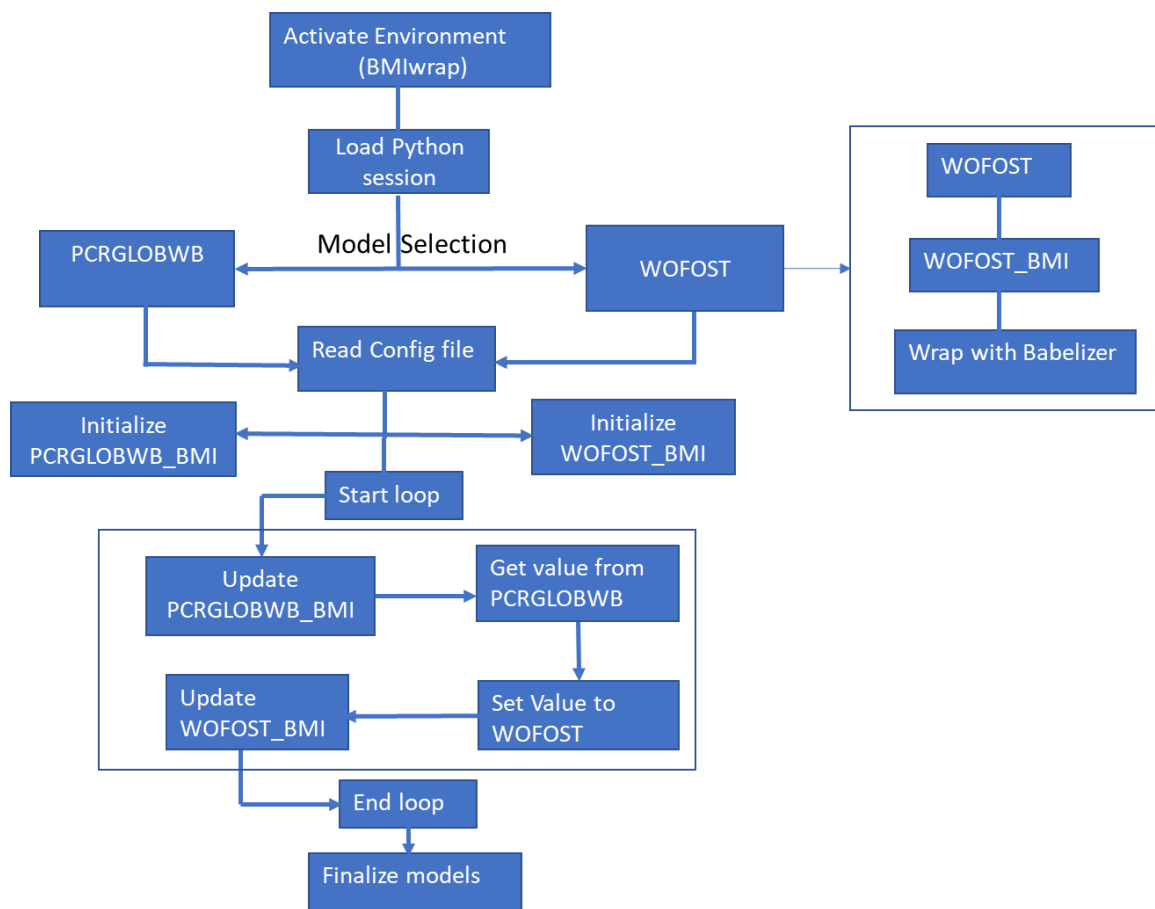 Activate Environment
(BMIwrap)
Load Python
session
Model Selection
PCRGLOBWB
WOFOST
WOFOST
WOFOST_BMI
Wrap with Babelizer
Read Config file
Initialize
PCRGLOBWB_BMI
Initialize
WOFOST_BMI
Start loop
Update
PCRGLOBWB_BMI
Get value from
PCRGLOBWB
Set Value to
WOFOST
Update
WOFOST_BMI
End loop
Finalize models